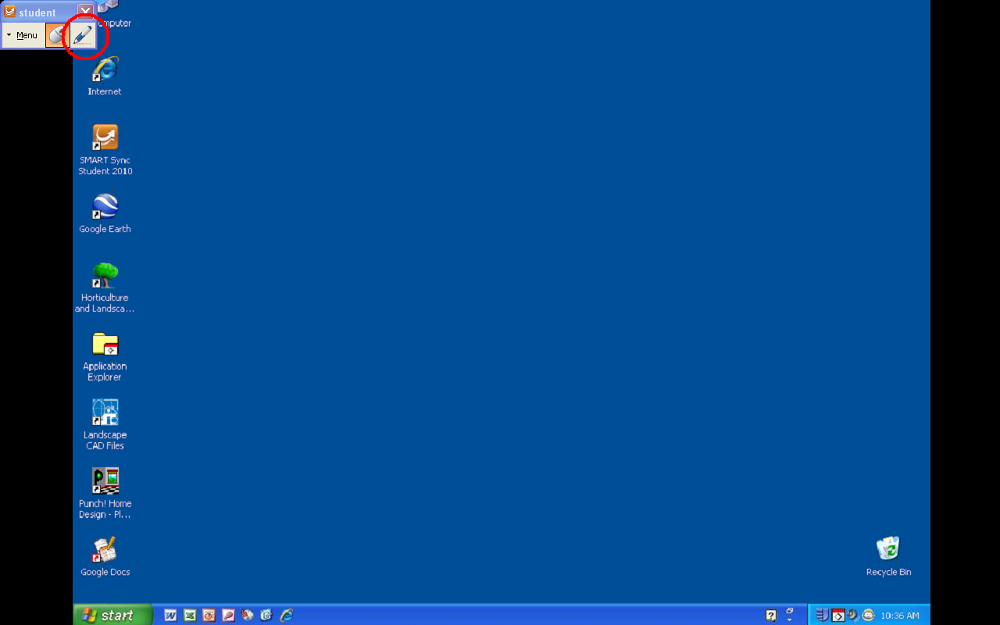 student
Menu
Computer
Internet
SMART Sync
Student 2010
Google Earth
Horticulture
and Landsca...
Application
Explorer
Landscape
CAD Files
Punch! Home
Design - Pl...
Google Docs
Recycle Bin
start
10:36 AM